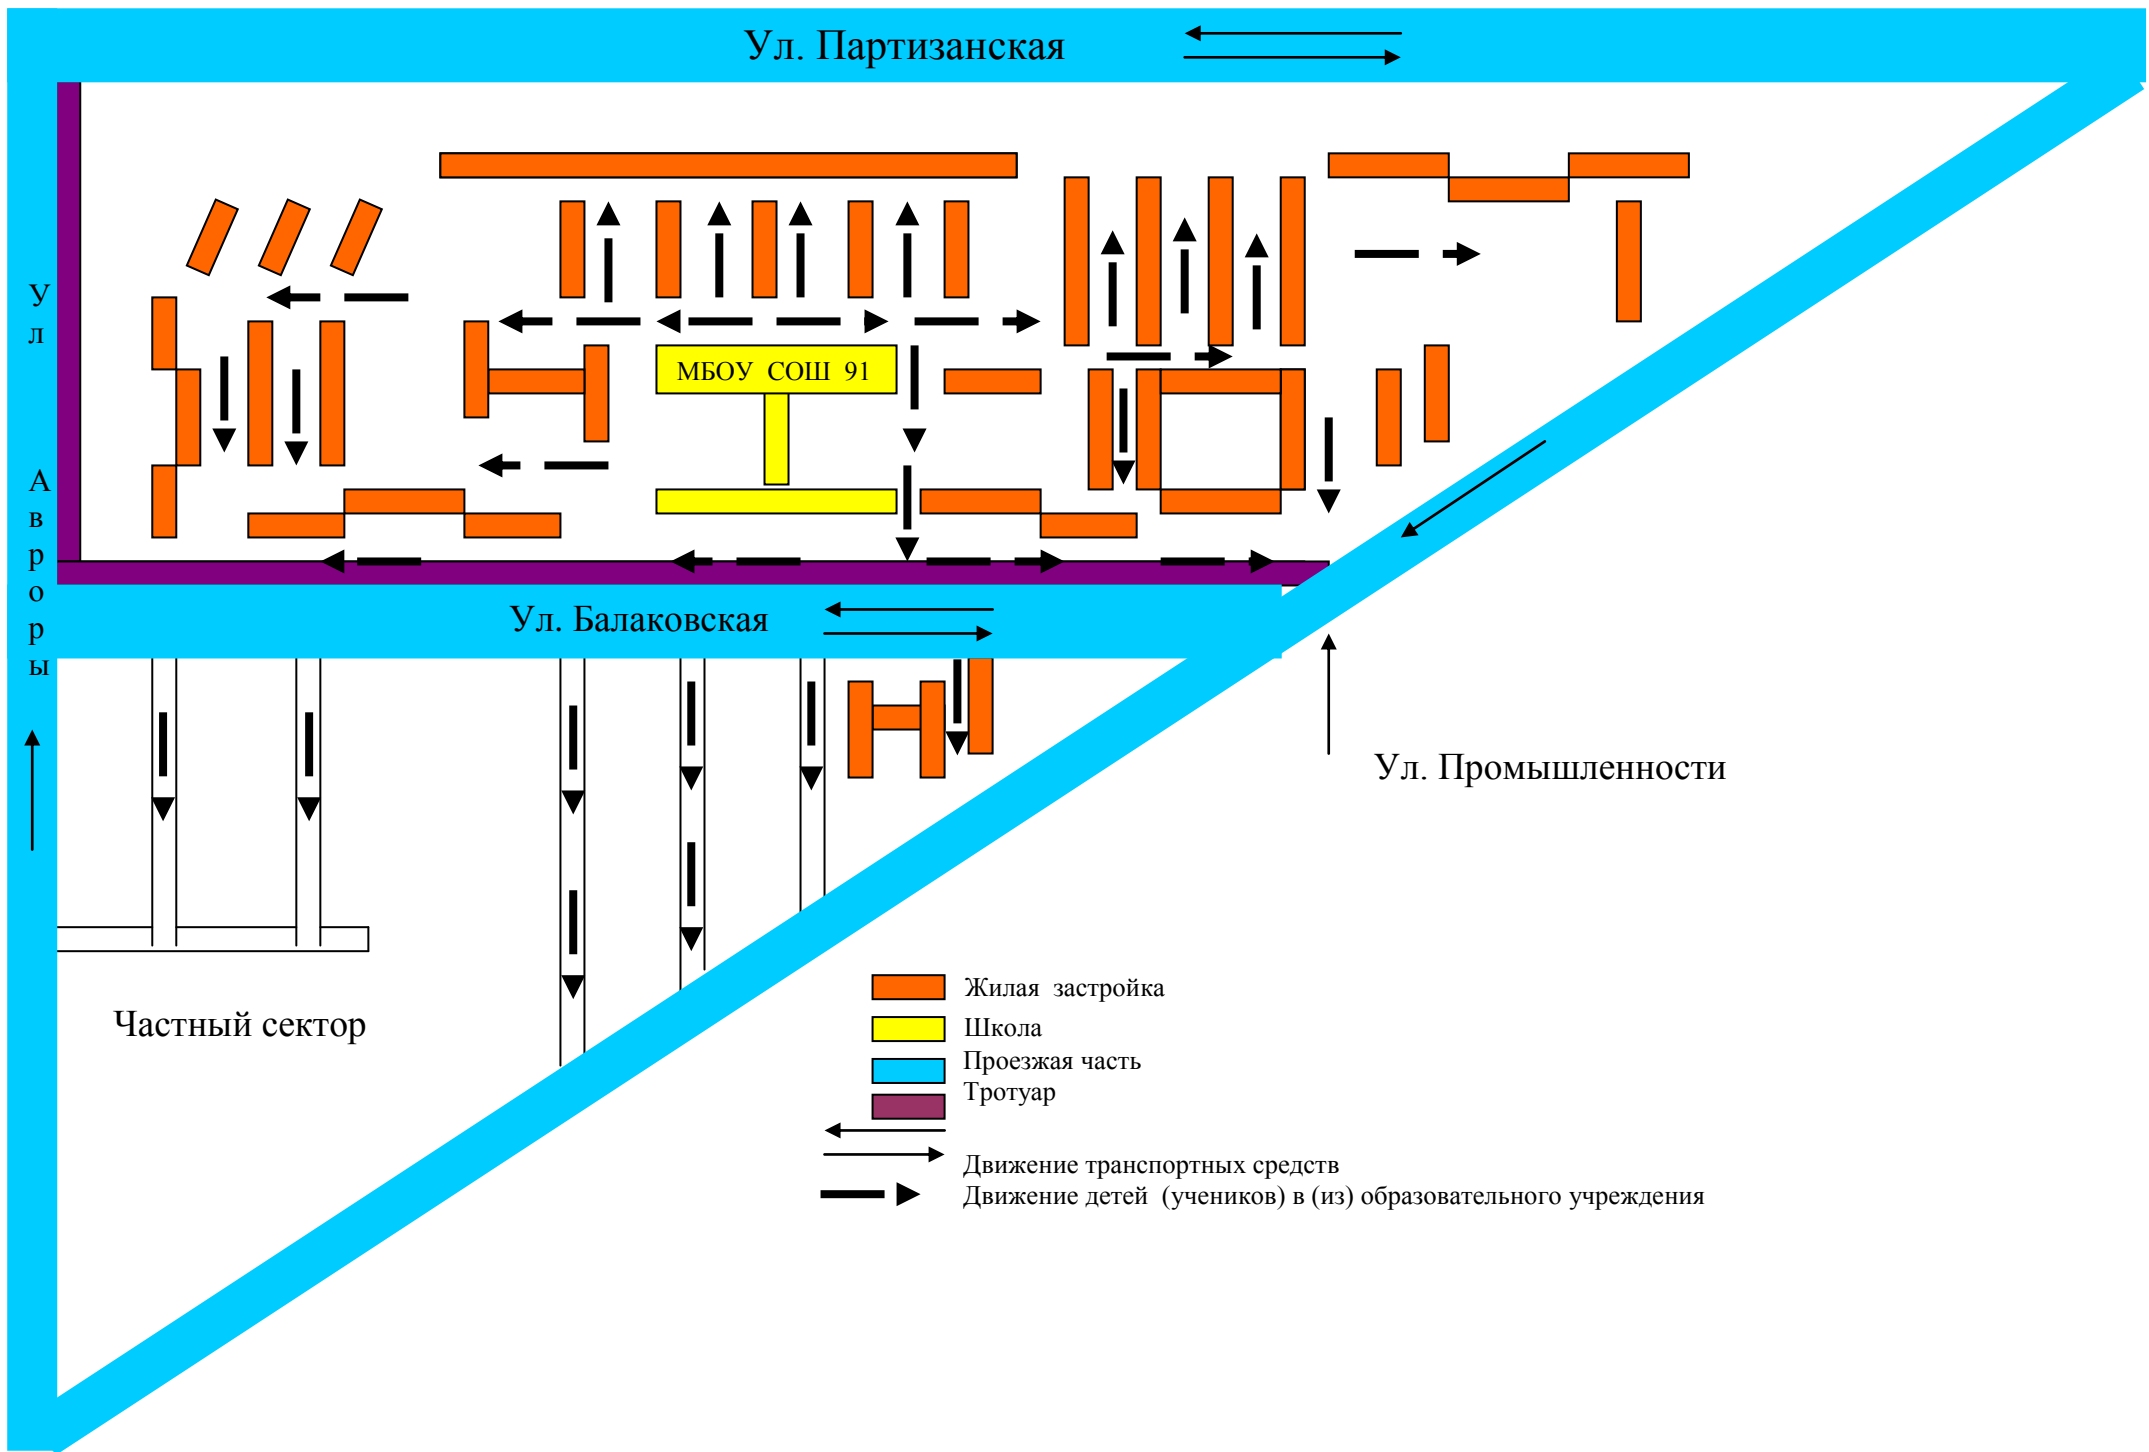 Ул. Партизанская
Ул Авроры
МБОУ СОШ 91
Ул. Балаковская
Ул. Промышленности
Частный сектор
Жилая застройка
Школа
Проезжая часть
Тротуар
Движение транспортных средств
Движение детей (учеников) в (из) образовательного учреждения